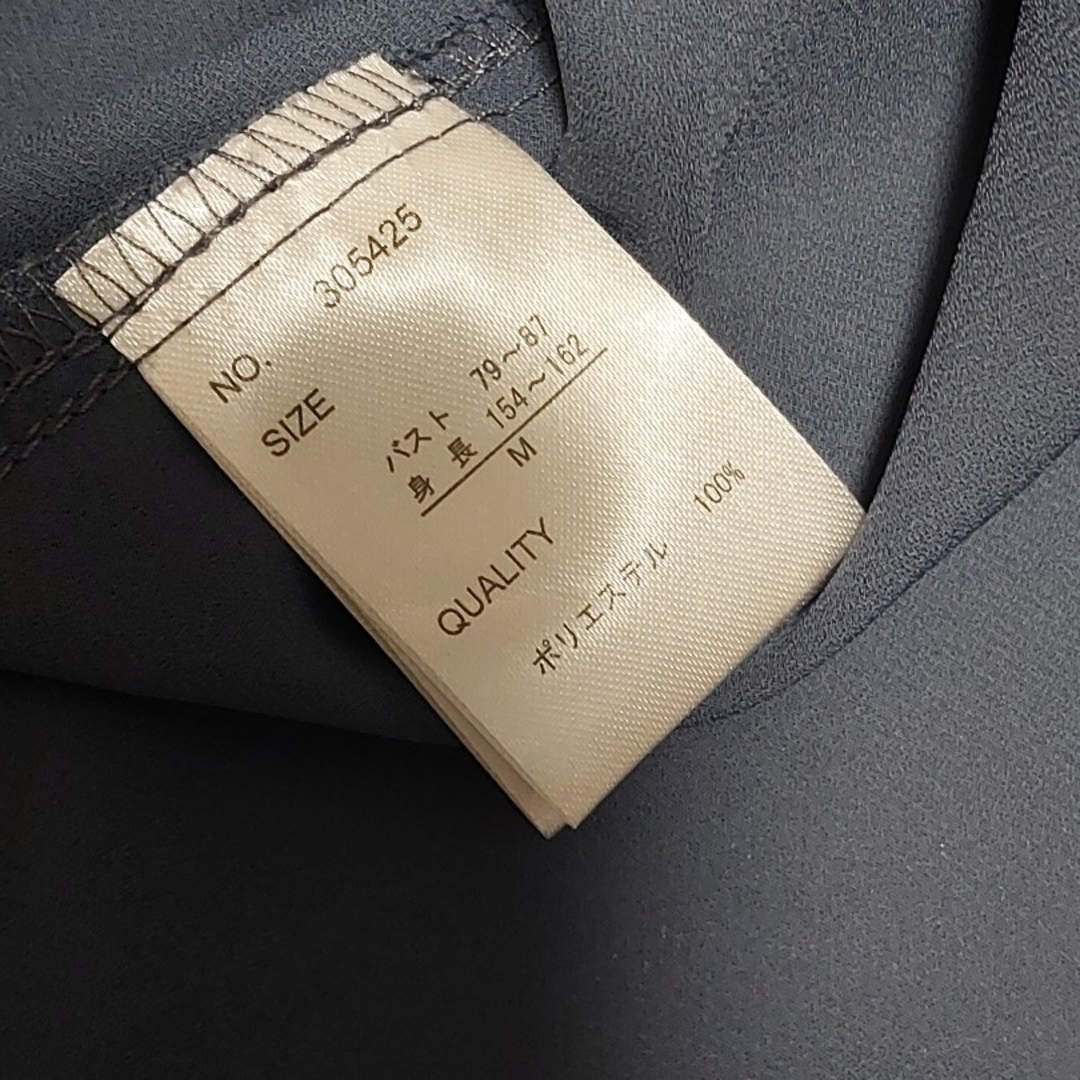 NO. 305425
SIZE
バスト 79～87
身長 154～162
M
QUALITY
ポリエステル 100%